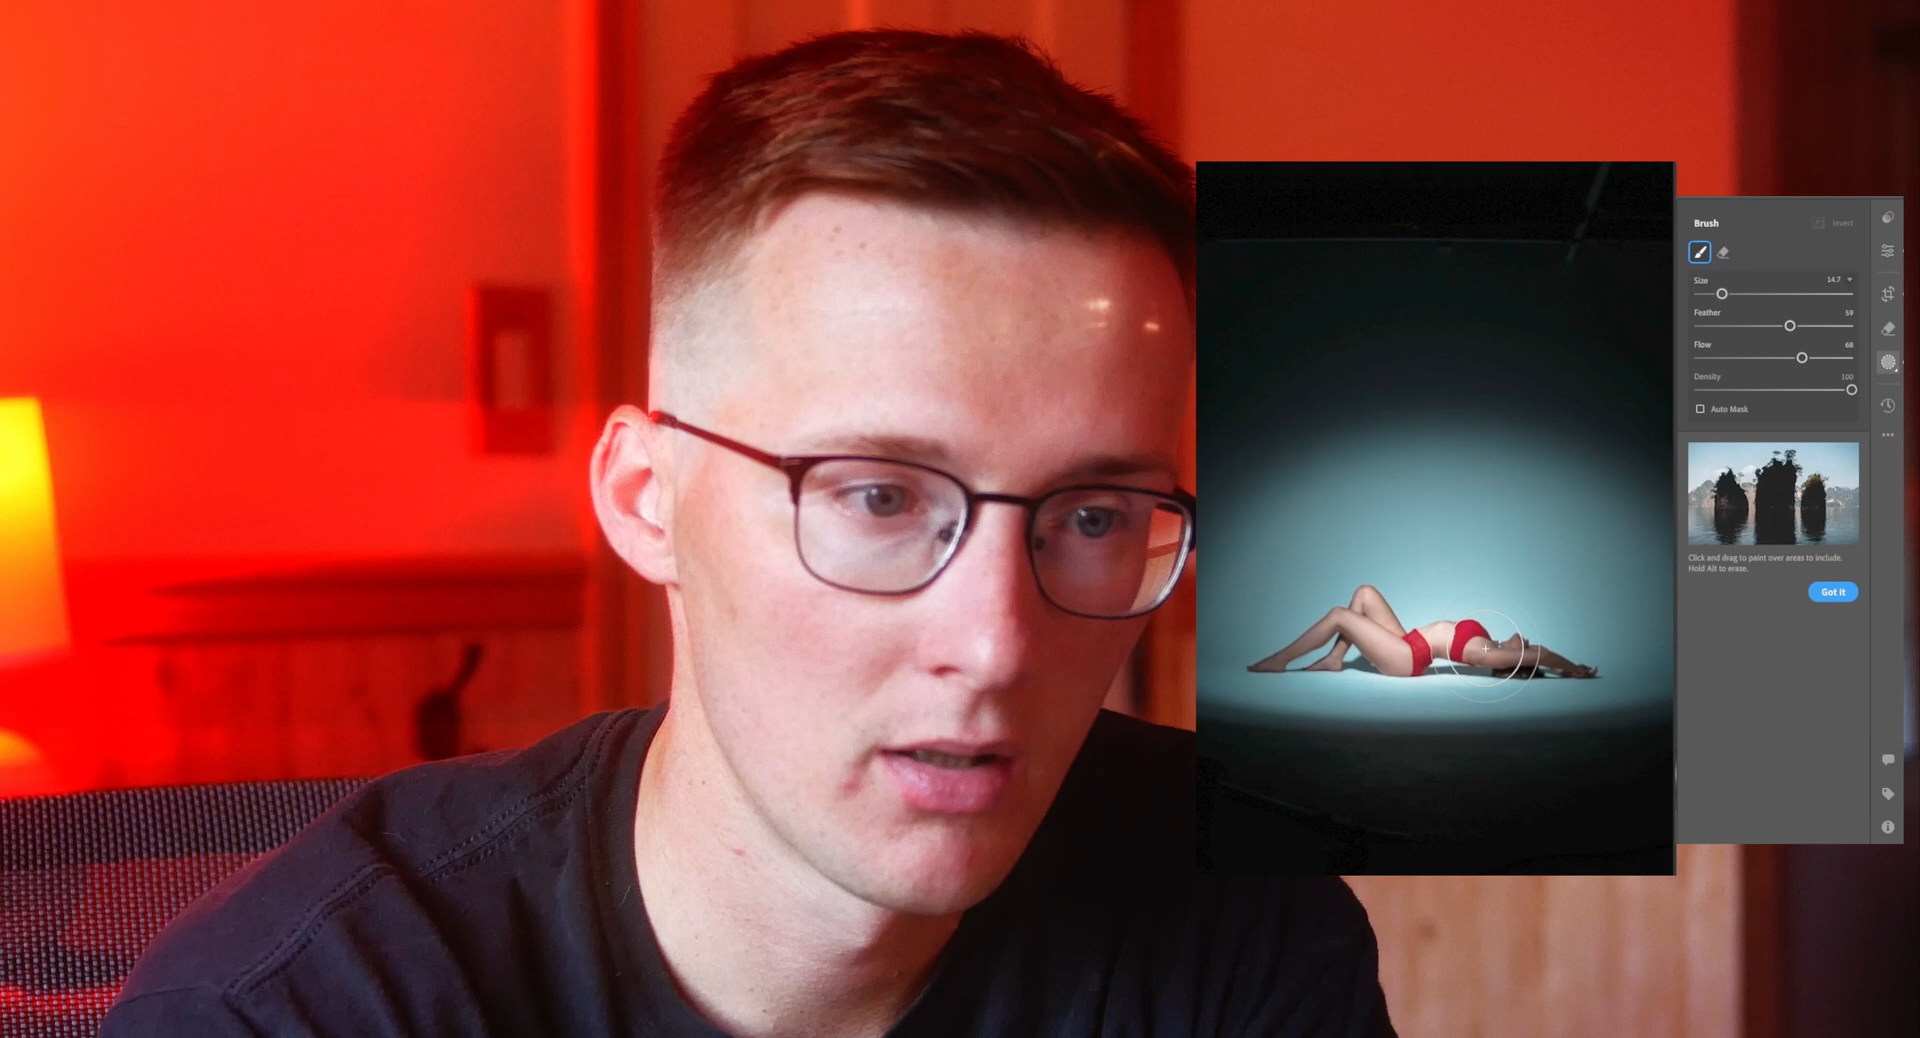 Brush
Invert
Size 14.7
Feather 59
Flow 68
Density 100
Auto Mask
Click and drag to paint over areas to include.
Hold Alt to erase.
Got it